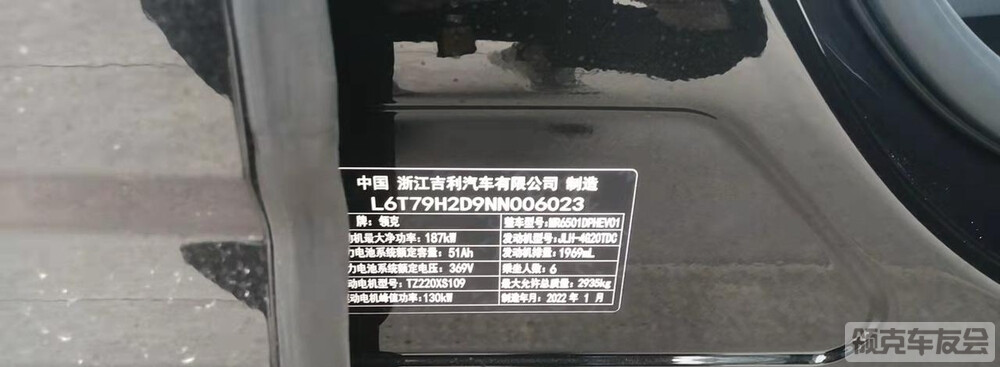 中国 浙江吉利汽车有限公司 制造
L6T79H2D9NN006023
牌：领克 整车型号：MR6501DPHEV01
机最大净功率：187kW 发动机型号：JLH-4G20TDC
力电池系统额定容量：51Ah 发动机排量：1969mL
力电池系统额定电压：369V 乘坐人数：6
动电机型号：TZ220XS109 最大允许总质量：2935kg
动电机峰值功率：130kW 制造年月：2022 年 1 月
领克车友会